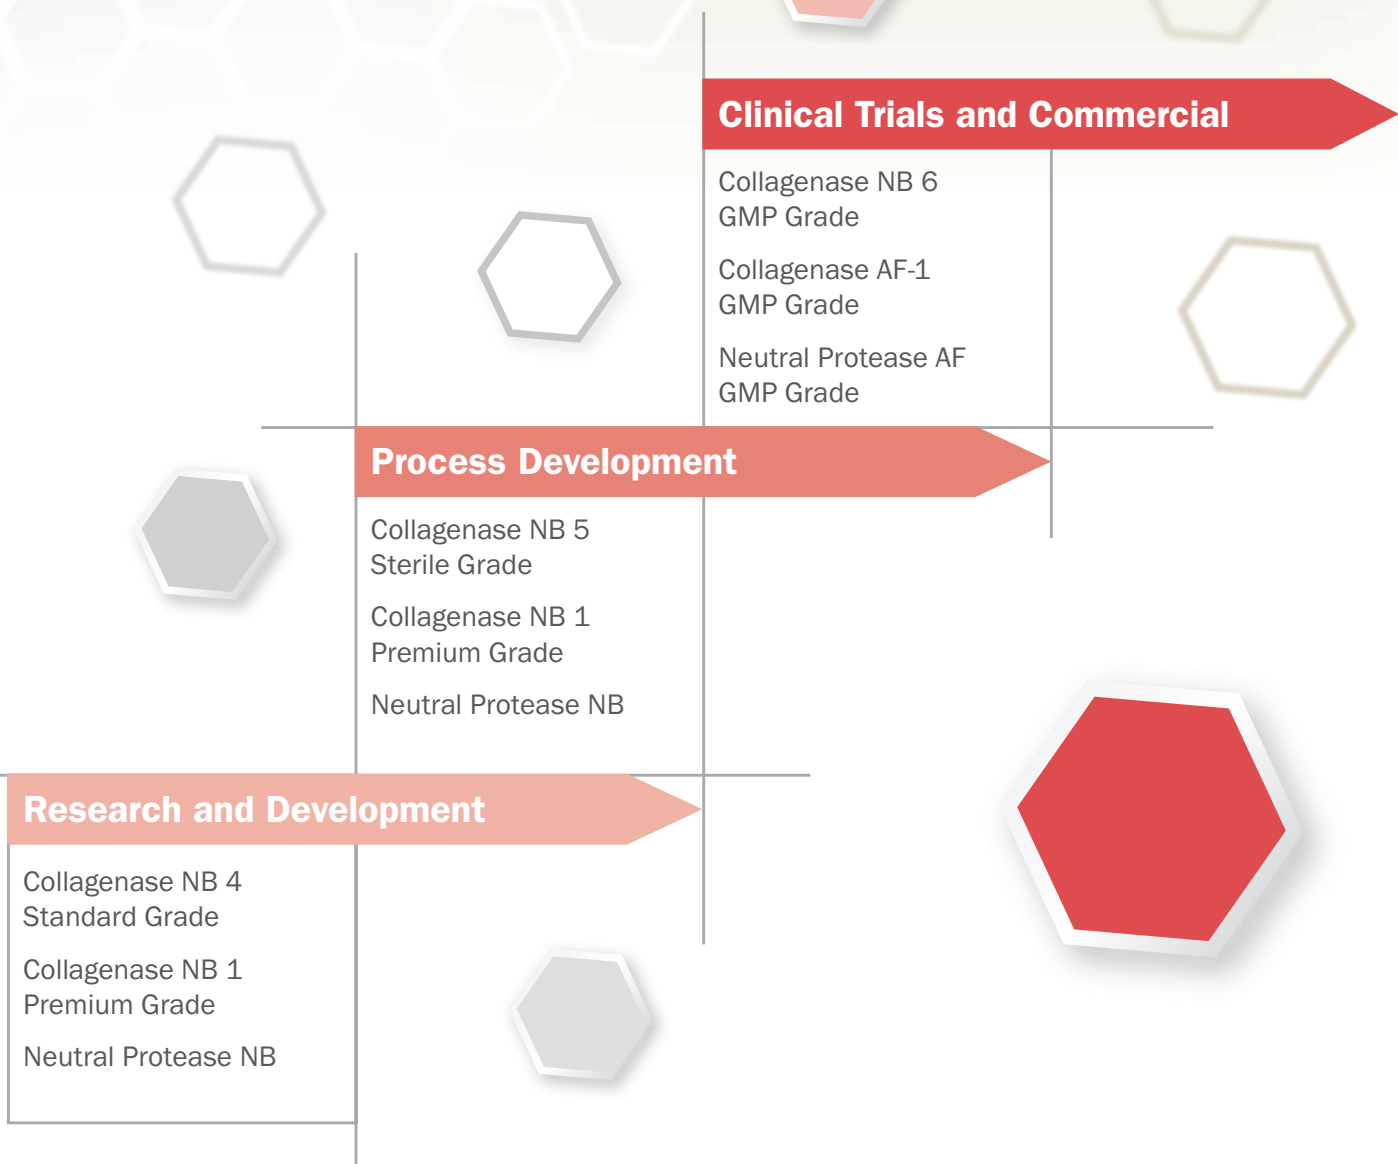 Clinical Trials and Commercial
Collagenase NB 6
GMP Grade
Collagenase AF-1
GMP Grade
Neutral Protease AF
GMP Grade
Process Development
Collagenase NB 5
Sterile Grade
Collagenase NB 1
Premium Grade
Neutral Protease NB
Research and Development
Collagenase NB 4
Standard Grade
Collagenase NB 1
Premium Grade
Neutral Protease NB